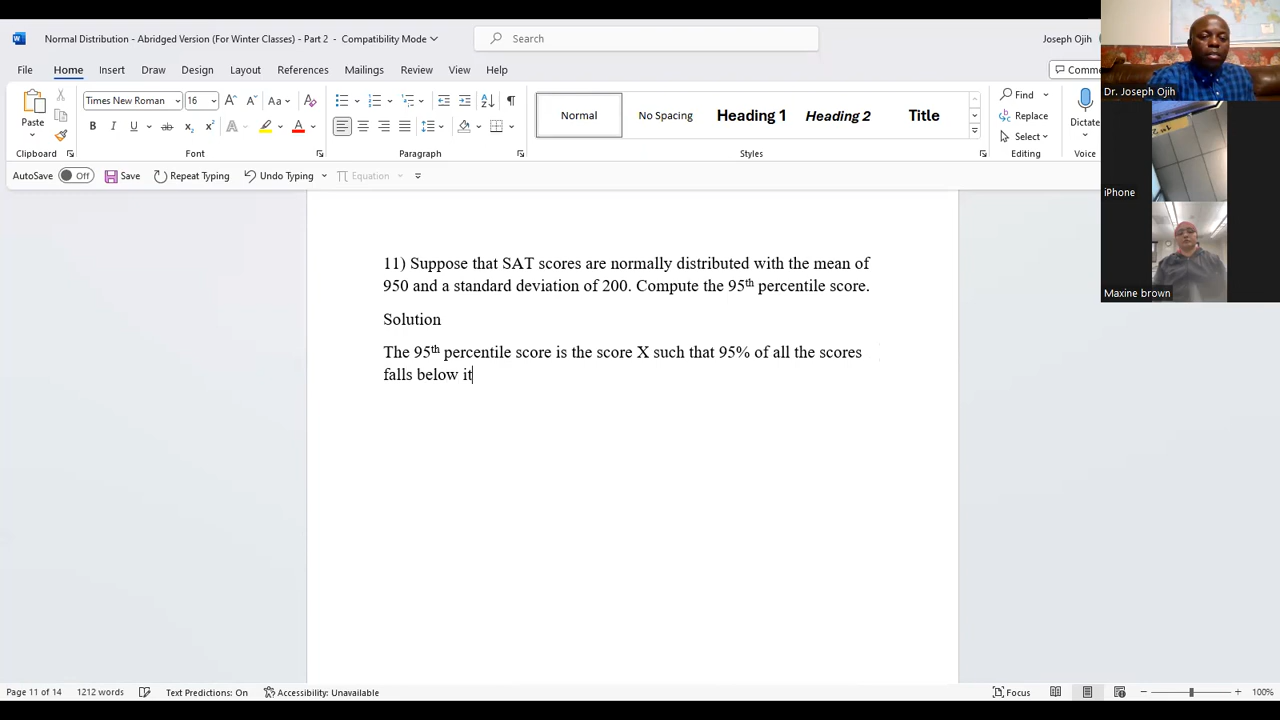 Normal Distribution - Abridged Version (For Winter Classes) - Part 2 - Compatibility Mode
Search
Joseph Ojih
File Home Insert Draw Design Layout References Mailings Review View Help
Comme
Paste
Times New Roman 16
Normal No Spacing Heading 1 Heading 2 Title
Find
Replace
Select
Dictate
Clipboard Font Paragraph Styles Editing Voice
AutoSave Off Save Repeat Typing Undo Typing Equation
Dr. Joseph Ojih
iPhone
Maxine brown
11) Suppose that SAT scores are normally distributed with the mean of
950 and a standard deviation of 200. Compute the 95th percentile score.
Solution
The 95th percentile score is the score X such that 95% of all the scores
falls below it
Page 11 of 14 1212 words Text Predictions: On Accessibility: Unavailable Focus 100%